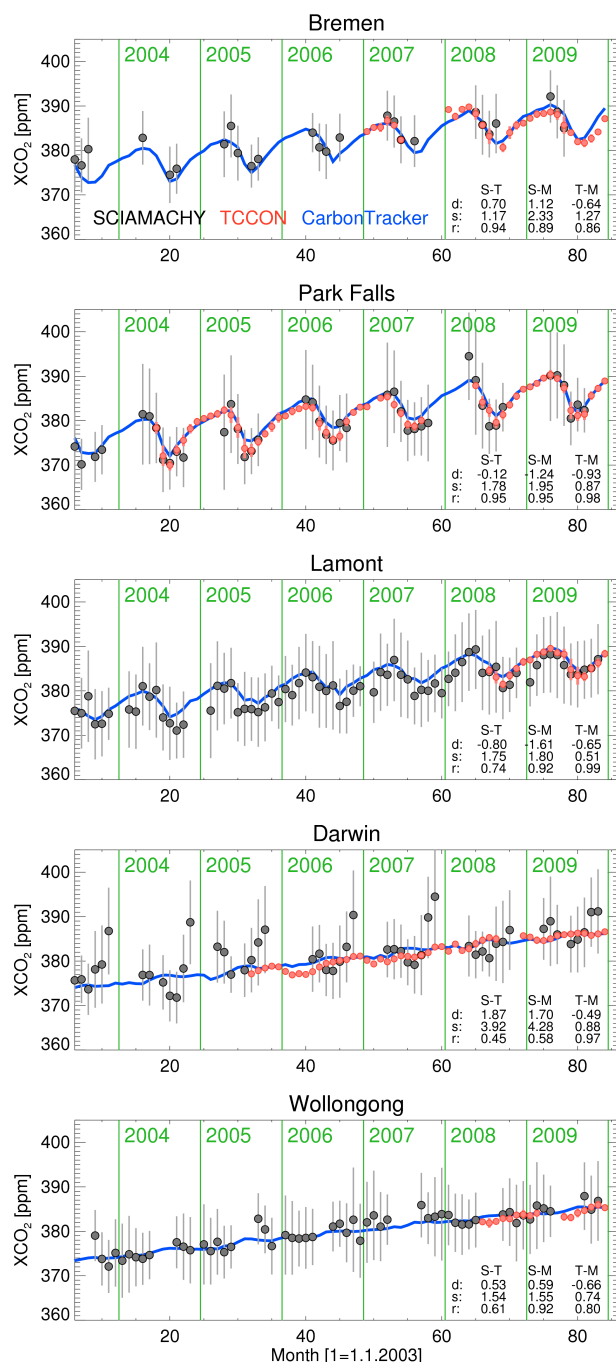 Bremen
2004 2005 2006 2007 2008 2009
XCO2 [ppm]
400
390
380
370
360
SCIAMACHY TCCON CarbonTracker
S-T S-M T-M
d: 0.70 1.12 -0.64
s: 1.17 2.33 1.27
r: 0.94 0.89 0.86
20 40 60 80
Park Falls
2004 2005 2006 2007 2008 2009
XCO2 [ppm]
400
390
380
370
360
S-T S-M T-M
d: -0.12 -1.24 -0.93
s: 1.78 1.95 0.87
r: 0.95 0.95 0.98
20 40 60 80
Lamont
2004 2005 2006 2007 2008 2009
XCO2 [ppm]
400
390
380
370
360
S-T S-M T-M
d: -0.80 -1.61 -0.65
s: 1.75 1.80 0.51
r: 0.74 0.92 0.99
20 40 60 80
Darwin
2004 2005 2006 2007 2008 2009
XCO2 [ppm]
400
390
380
370
360
S-T S-M T-M
d: 1.87 1.70 -0.49
s: 3.92 4.28 0.88
r: 0.45 0.58 0.97
20 40 60 80
Wollongong
2004 2005 2006 2007 2008 2009
XCO2 [ppm]
400
390
380
370
360
S-T S-M T-M
d: 0.53 0.59 -0.66
s: 1.54 1.55 0.74
r: 0.61 0.92 0.80
20 40 60 80
Month [1=1.1.2003]